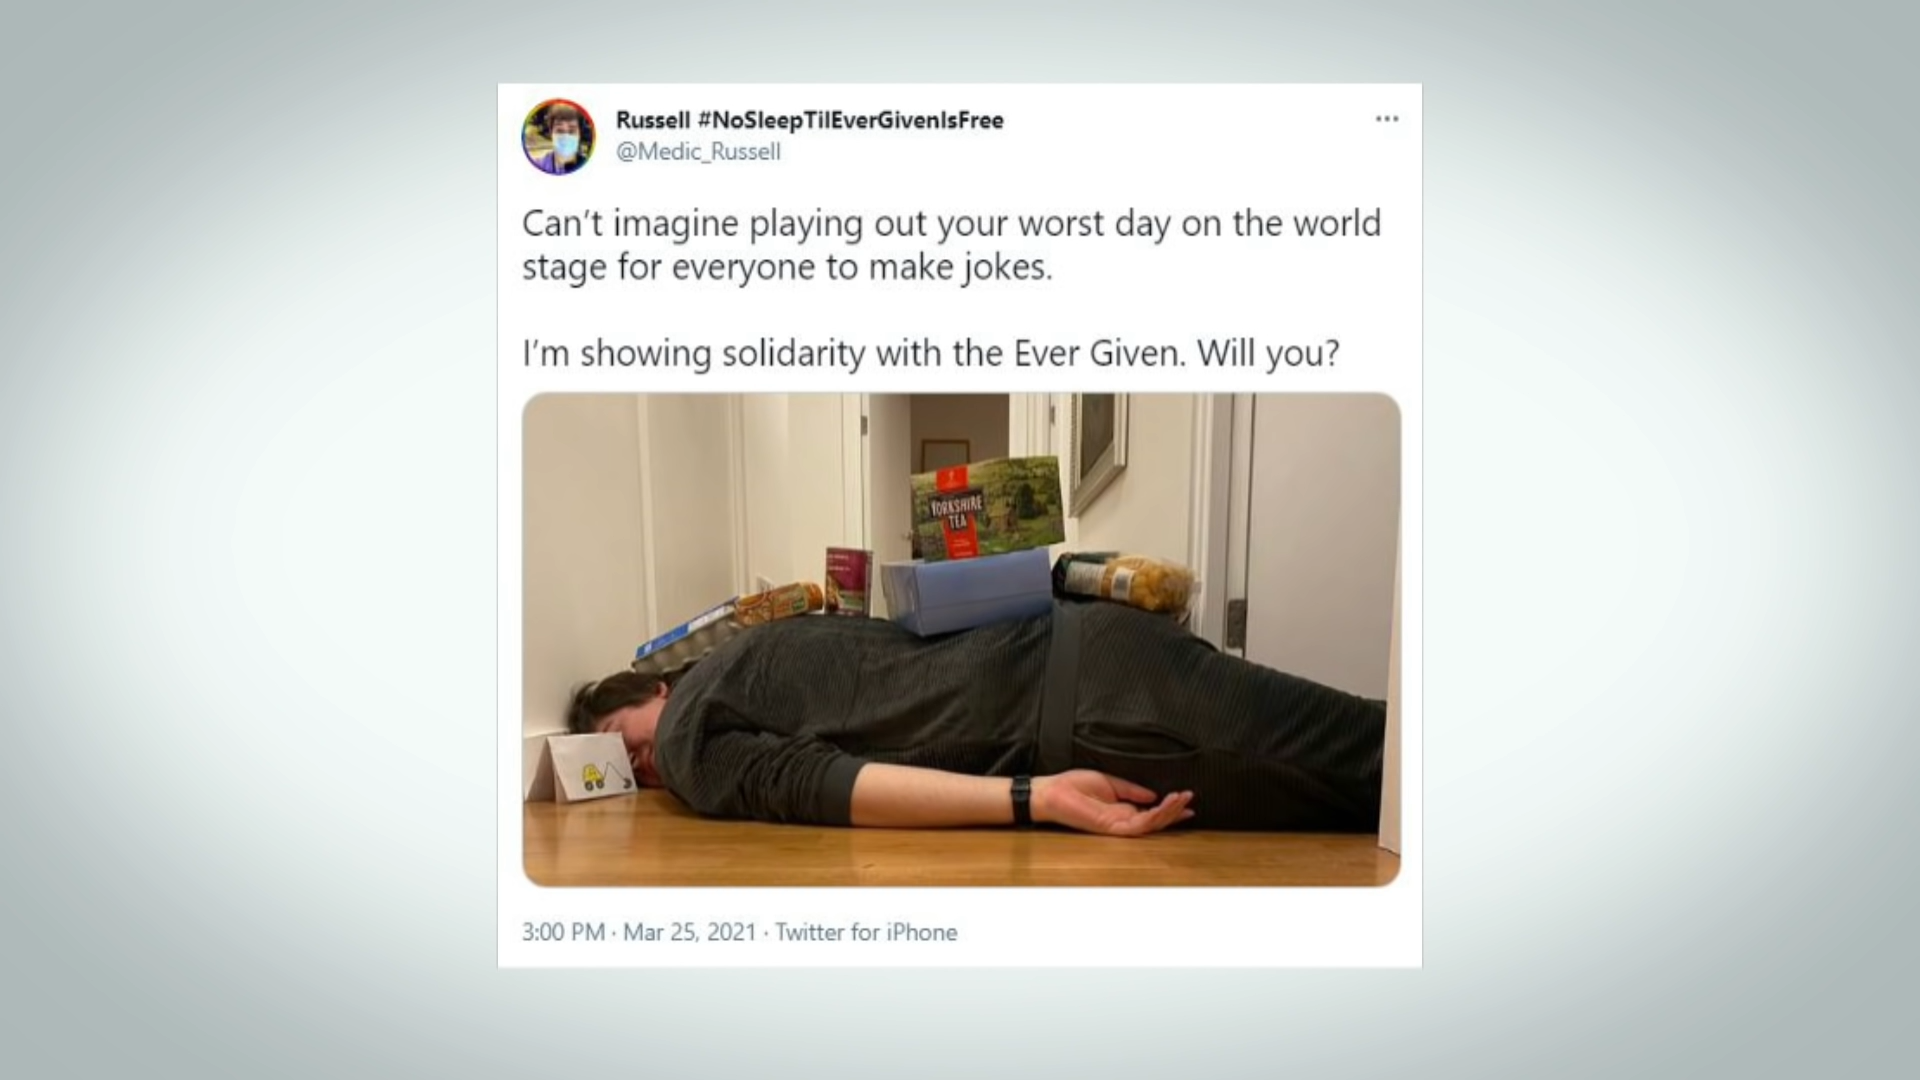 Russell #NoSleepTilEverGivenIsFree
@Medic_Russell
Can't imagine playing out your worst day on the world
stage for everyone to make jokes.
I'm showing solidarity with the Ever Given. Will you?
YORKSHIRE
TEA
3:00 PM · Mar 25, 2021 · Twitter for iPhone